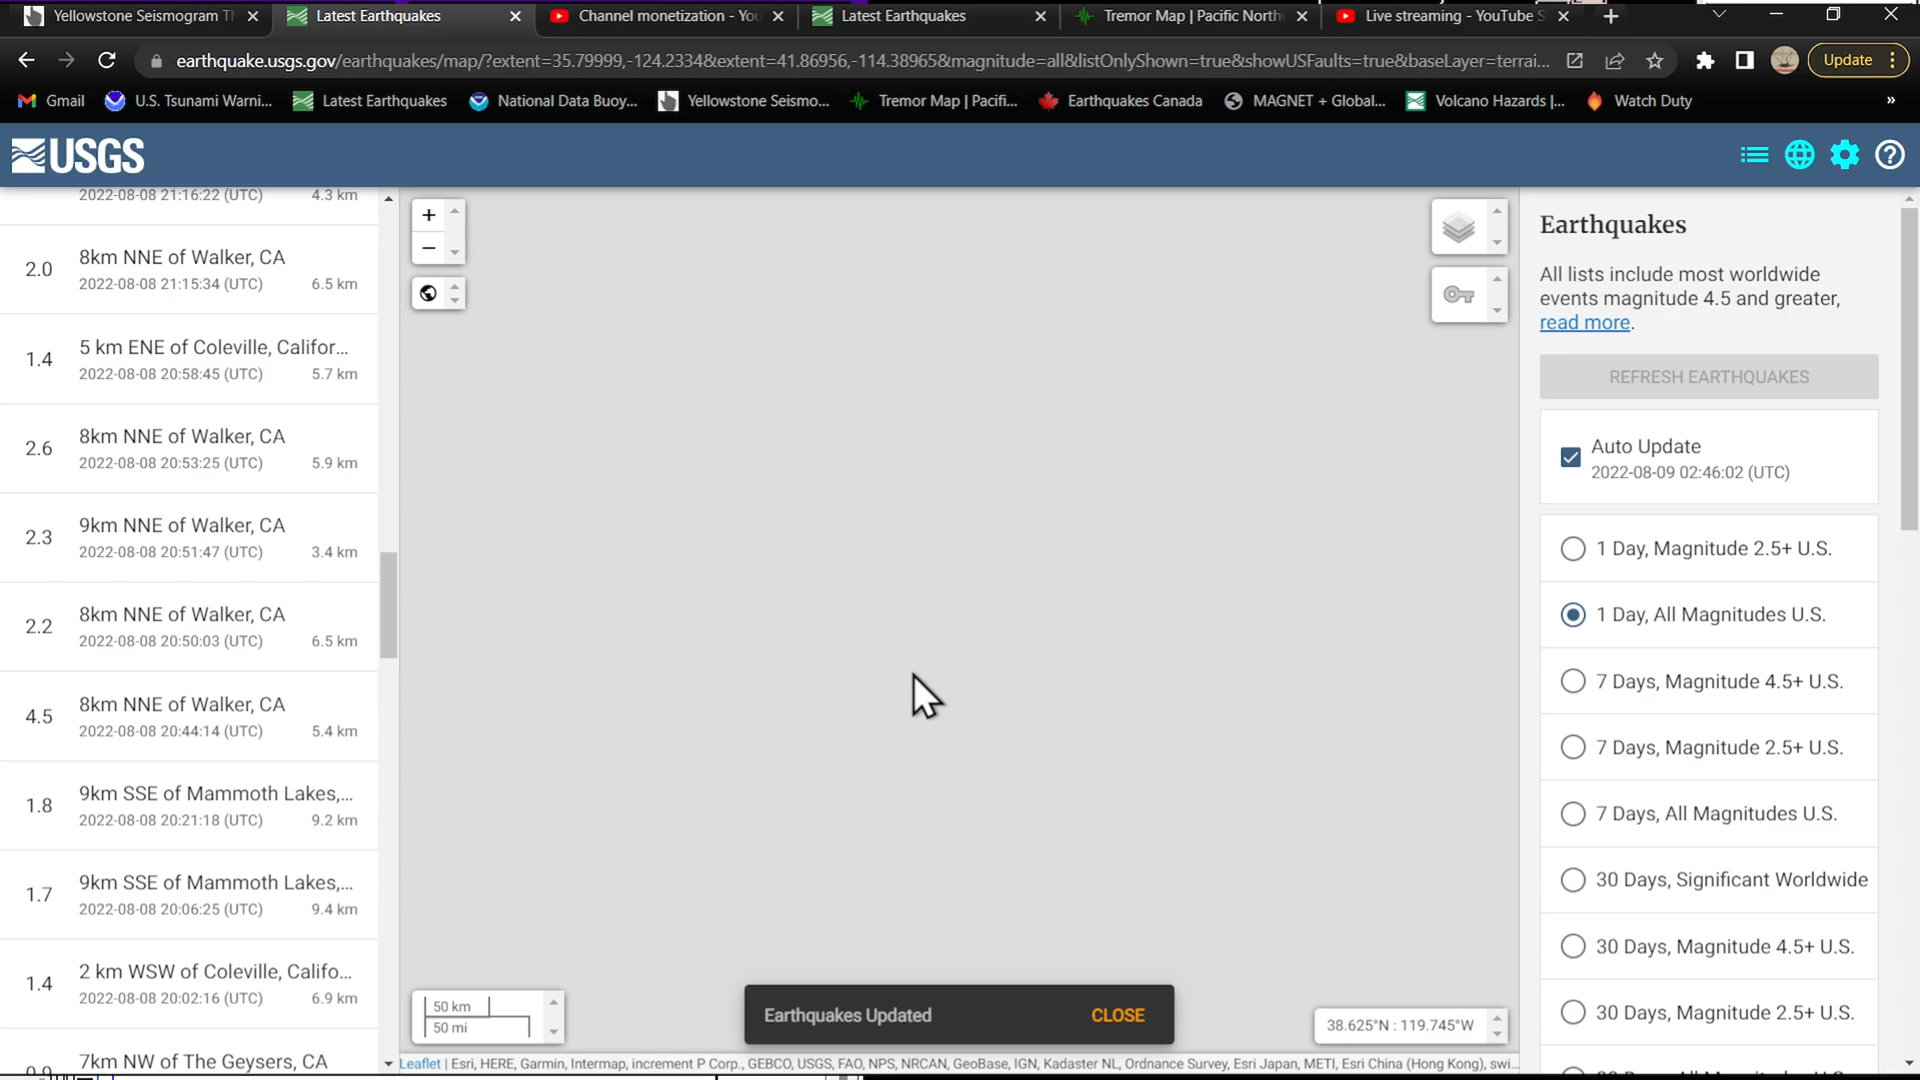 Yellowstone Seismogram Th
Latest Earthquakes
Channel monetization - You
Latest Earthquakes
Tremor Map | Pacific North
Live streaming - YouTube S
earthquake.usgs.gov/earthquakes/map/?extent=35.79999,-124.2334&extent=41.86956,-114.38965&magnitude=all&listOnlyShown=true&showUSFaults=true&baseLayer=terrai...
Update
Gmail
U.S. Tsunami Warni...
Latest Earthquakes
National Data Buoy...
Yellowstone Seismo...
Tremor Map | Pacifi...
Earthquakes Canada
MAGNET + Global...
Volcano Hazards |...
Watch Duty
»
USGS
2022-08-08 21:16:22 (UTC) 4.3 km
2.0 8km NNE of Walker, CA
2022-08-08 21:15:34 (UTC) 6.5 km
1.4 5 km ENE of Coleville, Califor...
2022-08-08 20:58:45 (UTC) 5.7 km
2.6 8km NNE of Walker, CA
2022-08-08 20:53:25 (UTC) 5.9 km
2.3 9km NNE of Walker, CA
2022-08-08 20:51:47 (UTC) 3.4 km
2.2 8km NNE of Walker, CA
2022-08-08 20:50:03 (UTC) 6.5 km
4.5 8km NNE of Walker, CA
2022-08-08 20:44:14 (UTC) 5.4 km
1.8 9km SSE of Mammoth Lakes,...
2022-08-08 20:21:18 (UTC) 9.2 km
1.7 9km SSE of Mammoth Lakes,...
2022-08-08 20:06:25 (UTC) 9.4 km
1.4 2 km WSW of Coleville, Califo...
2022-08-08 20:02:16 (UTC) 6.9 km
0.9 7km NW of The Geysers, CA
+
−
50 km
50 mi
Earthquakes Updated CLOSE
38.625°N : 119.745°W
Leaflet | Esri, HERE, Garmin, Intermap, increment P Corp., GEBCO, USGS, FAO, NPS, NRCAN, GeoBase, IGN, Kadaster NL, Ordnance Survey, Esri Japan, METI, Esri China (Hong Kong), swi...
Earthquakes
All lists include most worldwide
events magnitude 4.5 and greater,
read more.
REFRESH EARTHQUAKES
Auto Update
2022-08-09 02:46:02 (UTC)
1 Day, Magnitude 2.5+ U.S.
1 Day, All Magnitudes U.S.
7 Days, Magnitude 4.5+ U.S.
7 Days, Magnitude 2.5+ U.S.
7 Days, All Magnitudes U.S.
30 Days, Significant Worldwide
30 Days, Magnitude 4.5+ U.S.
30 Days, Magnitude 2.5+ U.S.